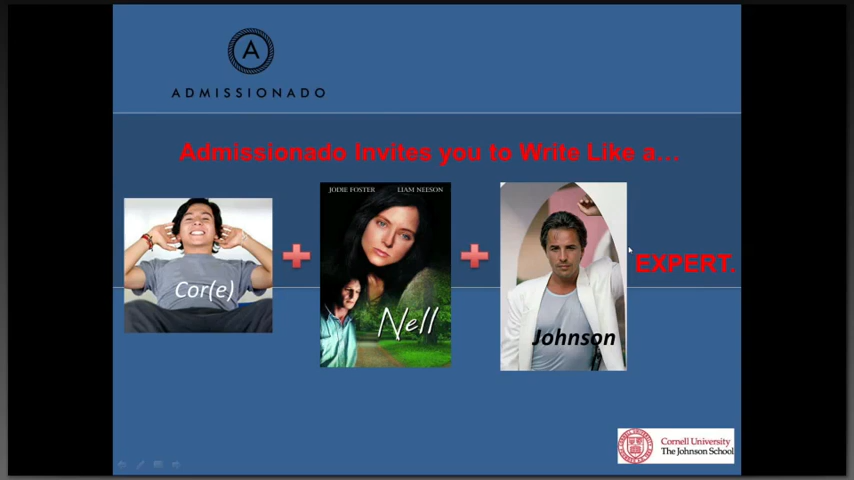 A
ADMISSIONADO
Admissionado Invites you to Write Like a...
JODIE FOSTER LIAM NEESON
Cor(e)
Nell
Johnson
EXPERT.
Cornell University
The Johnson School